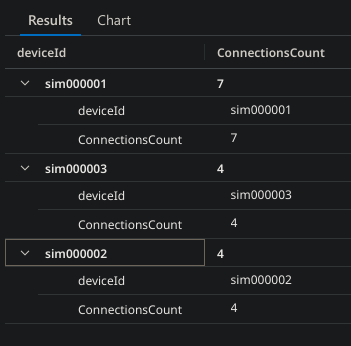 Results Chart
deviceId ConnectionsCount
sim000001 7
deviceId sim000001
ConnectionsCount 7
sim000003 4
deviceId sim000003
ConnectionsCount 4
sim000002 4
deviceId sim000002
ConnectionsCount 4